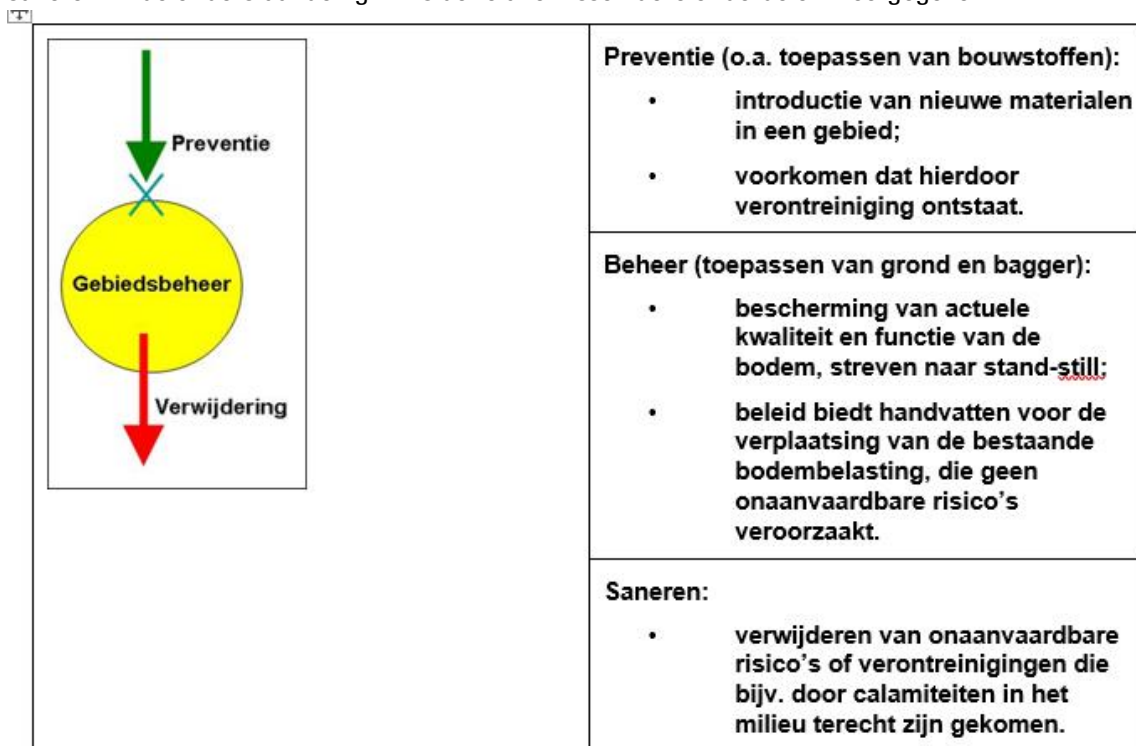 Preventie
Gebiedsbeheer
Verwijdering
Preventie (o.a. toepassen van bouwstoffen):
• introductie van nieuwe materialen
in een gebied;
• voorkomen dat hierdoor
verontreiniging ontstaat.
Beheer (toepassen van grond en bagger):
• bescherming van actuele
kwaliteit en functie van de
bodem, streven naar stand-still;
• beleid biedt handvatten voor de
verplaatsing van de bestaande
bodembelasting, die geen
onaanvaardbare risico's
veroorzaakt.
Saneren:
• verwijderen van onaanvaardbare
risico's of verontreinigingen die
bijv. door calamiteiten in het
milieu terecht zijn gekomen.